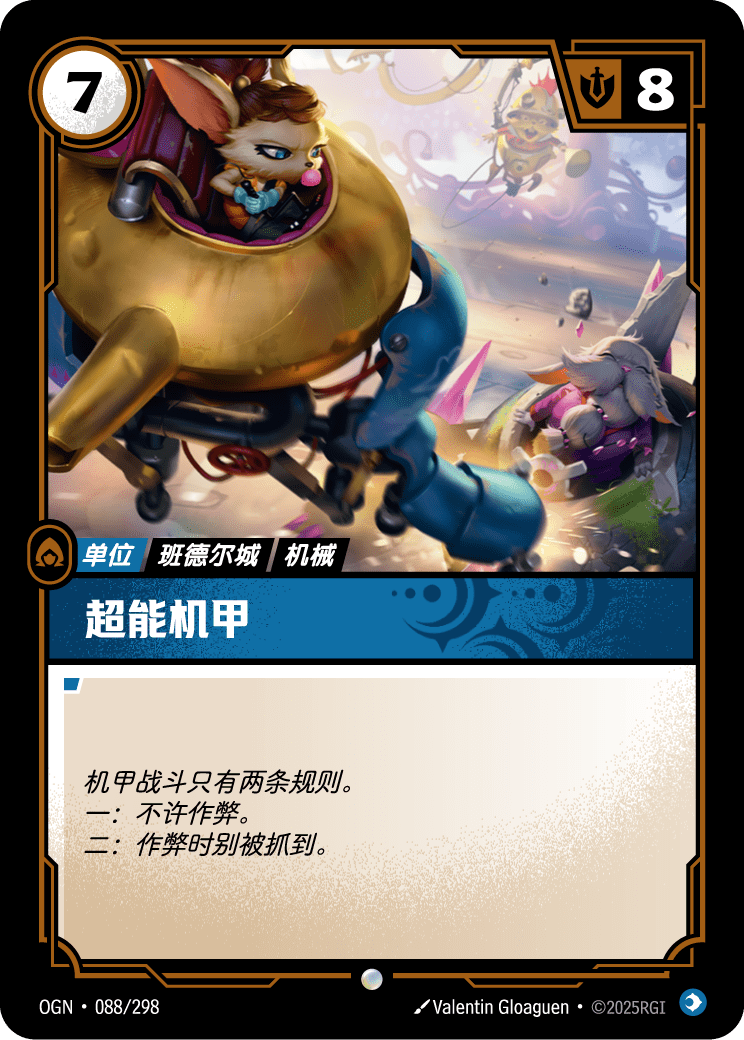 7
8
单位 班德尔城 机械
超能机甲
机甲战斗只有两条规则。
一：不许作弊。
二：作弊时别被抓到。
OGN • 088/298
Valentin Gloaguen • ©2025RGI